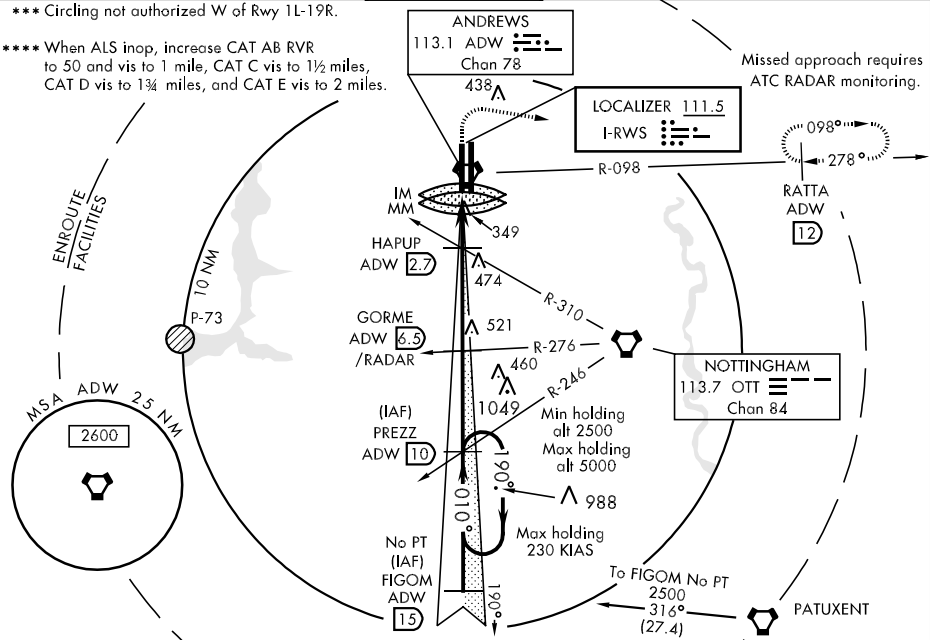 *** Circling not authorized W of Rwy 1L-19R.
**** When ALS inop, increase CAT AB RVR
to 50 and vis to 1 mile, CAT C vis to 1½ miles,
CAT D vis to 1¾ miles, and CAT E vis to 2 miles.
ANDREWS
113.1 ADW
Chan 78
438
Missed approach requires
ATC RADAR monitoring.
LOCALIZER 111.5
I-RWS
098°
278°
R-098
RATTA
ADW
12
ENROUTE
FACILITIES
10 NM
IM
MM
349
HAPUP
ADW 2.7
474
R-310
P-73
GORME
ADW 6.5
/RADAR
521
R-276
460
R-246
1049
NOTTINGHAM
113.7 OTT
Chan 84
MSA ADW 25 NM
2600
(IAF)
PREZZ
ADW 10
Min holding
alt 2500
Max holding
alt 5000
190°
010°
988
Max holding
230 KIAS
No PT
(IAF)
FIGOM
ADW
15
190°
To FIGOM No PT
2500
316°
(27.4)
PATUXENT